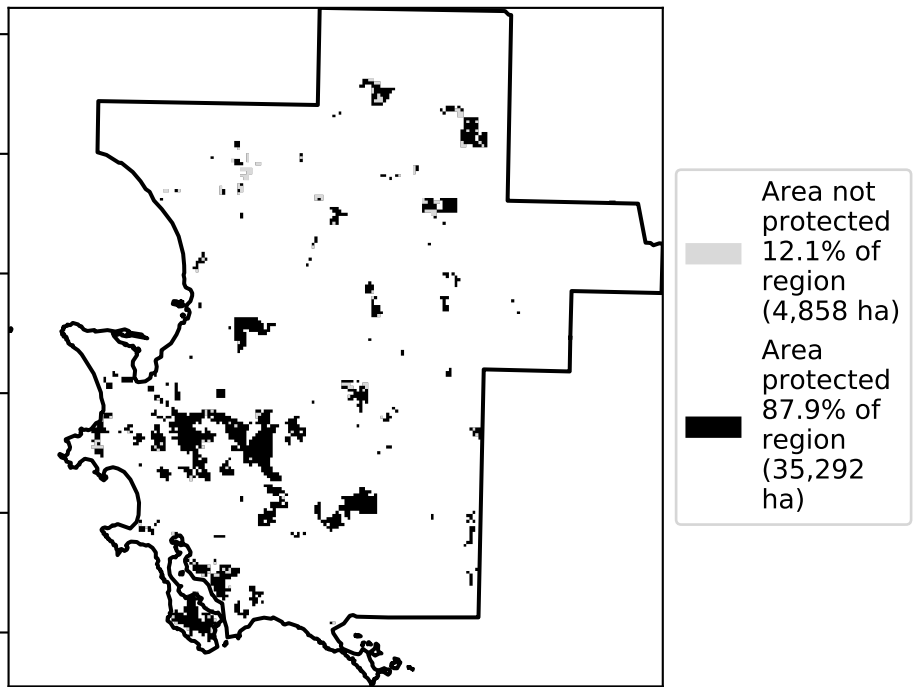 Area not
protected
12.1% of
region
(4,858 ha)
Area
protected
87.9% of
region
(35,292
ha)